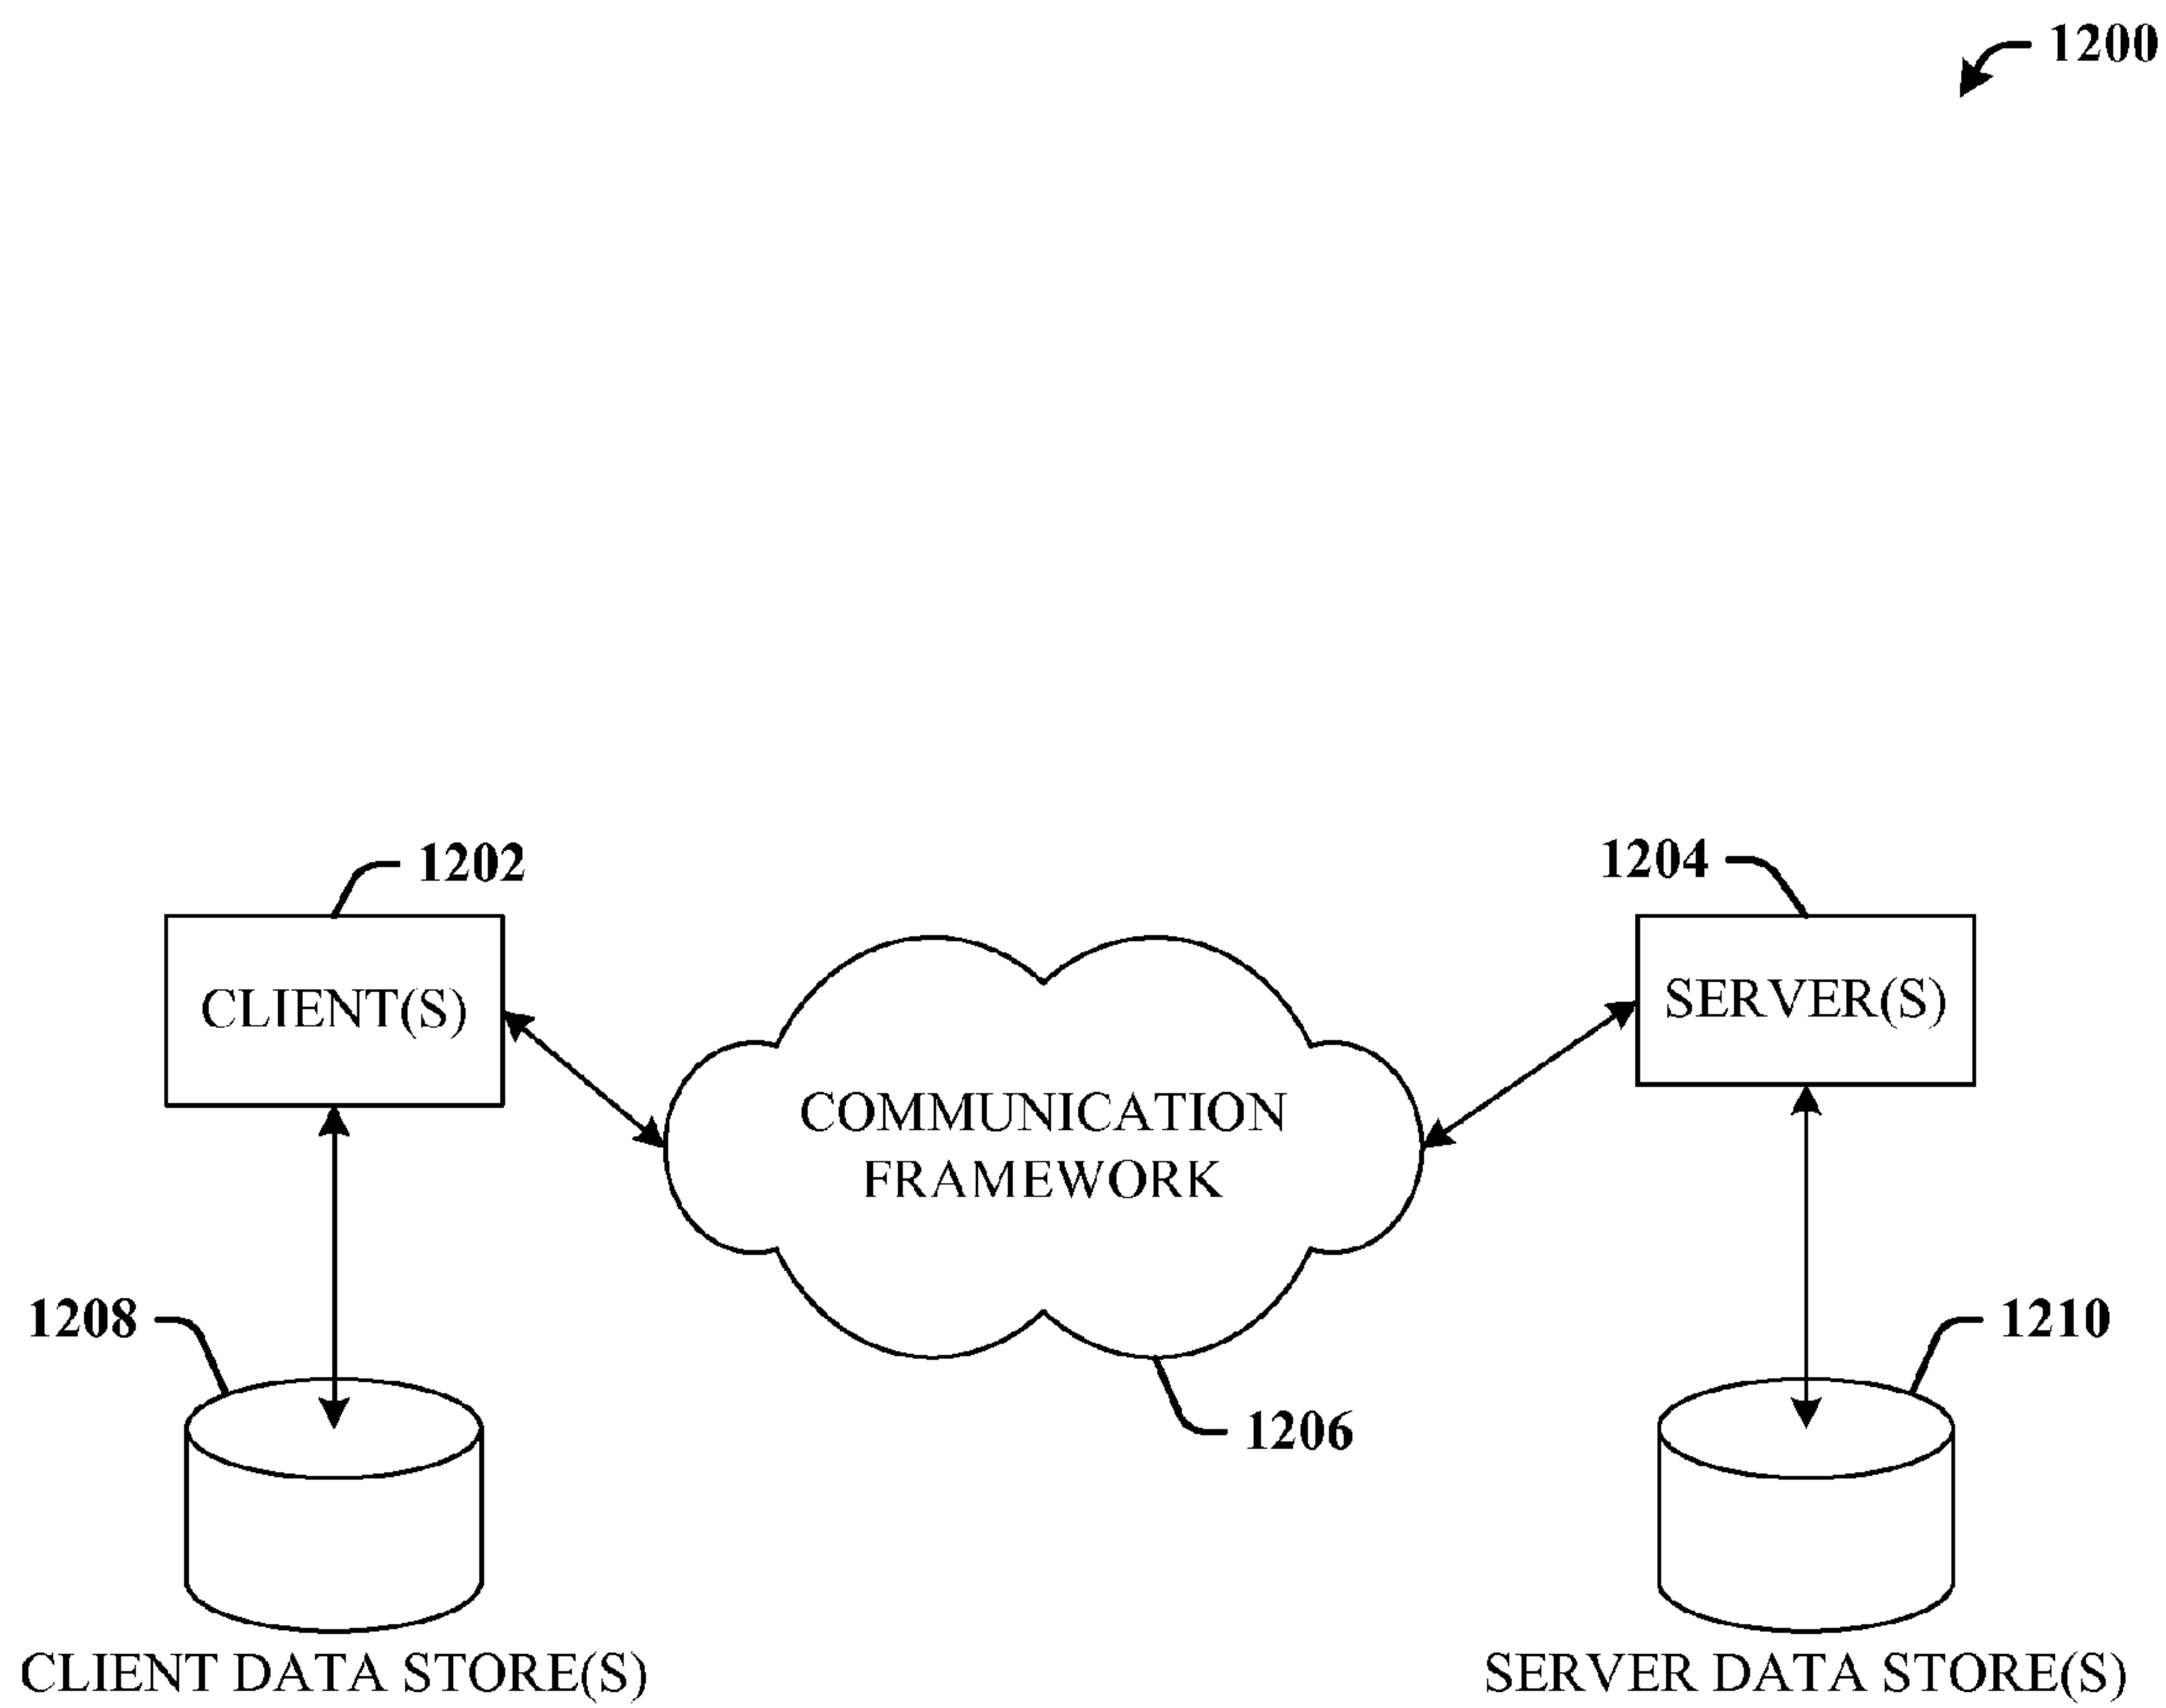 1200
1202
1204
CLIENT(S)
SERVER(S)
COMMUNICATION
FRAMEWORK
1208
1210
1206
CLIENT DATA STORE(S)
SERVER DATA STORE(S)